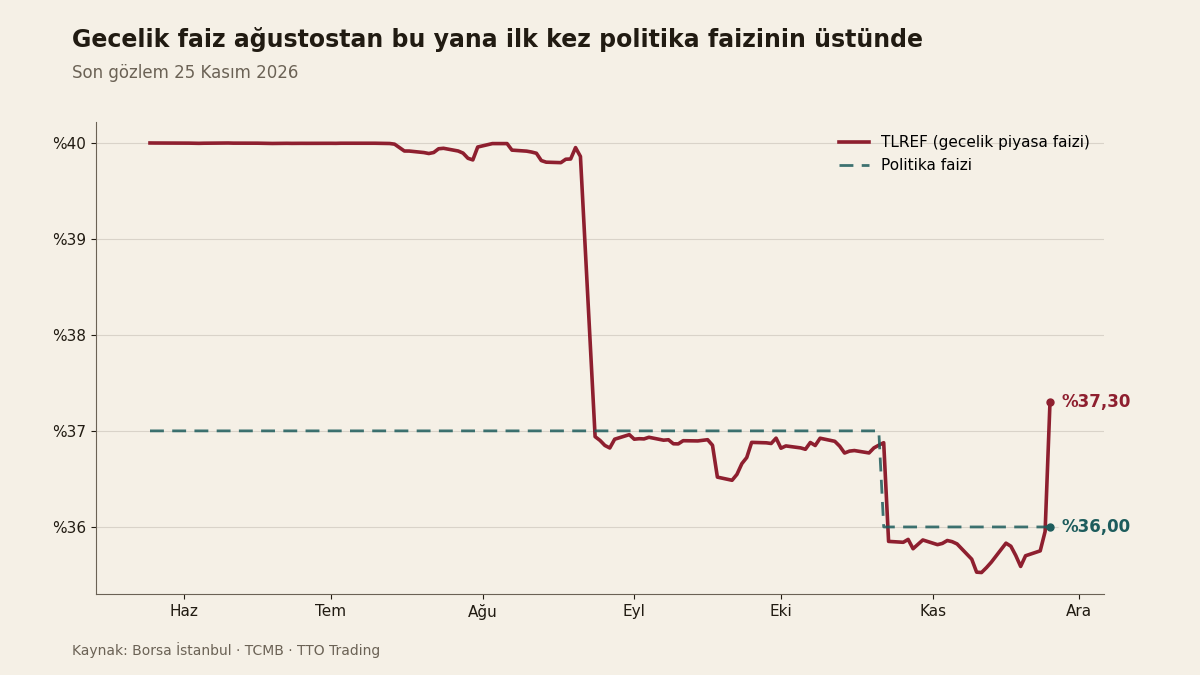 Gecelik faiz ağustostan bu yana ilk kez politika faizinin üstünde
Son gözlem 25 Kasım 2026
%40
%39
%38
%37
%36
TLREF (gecelik piyasa faizi)
Politika faizi
%37,30
%36,00
Haz
Tem
Ağu
Eyl
Eki
Kas
Ara
Kaynak: Borsa İstanbul · TCMB · TTO Trading